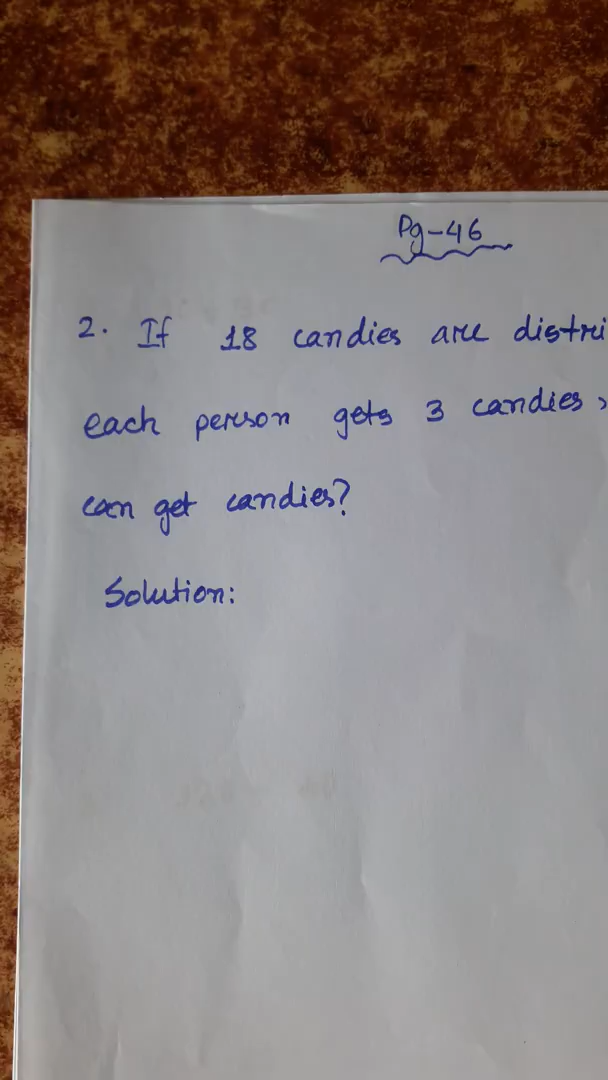 Pg-46
2. If 18 candies are distri
each person gets 3 candies,
can get candies?
Solution: